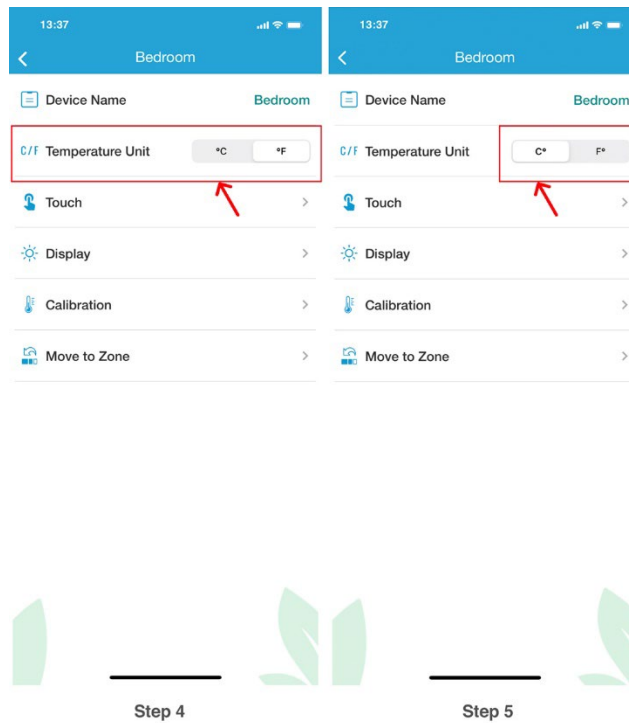 13:37
Bedroom
Device Name Bedroom
C/F Temperature Unit °C °F
Touch
Display
Calibration
Move to Zone
Step 4
13:37
Bedroom
Device Name Bedroom
C/F Temperature Unit C° F°
Touch
Display
Calibration
Move to Zone
Step 5